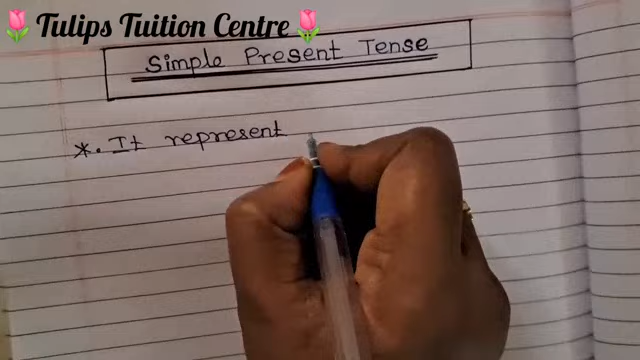 🌷 Tulips Tuition Centre 🌷
Simple Present Tense
*. It represent